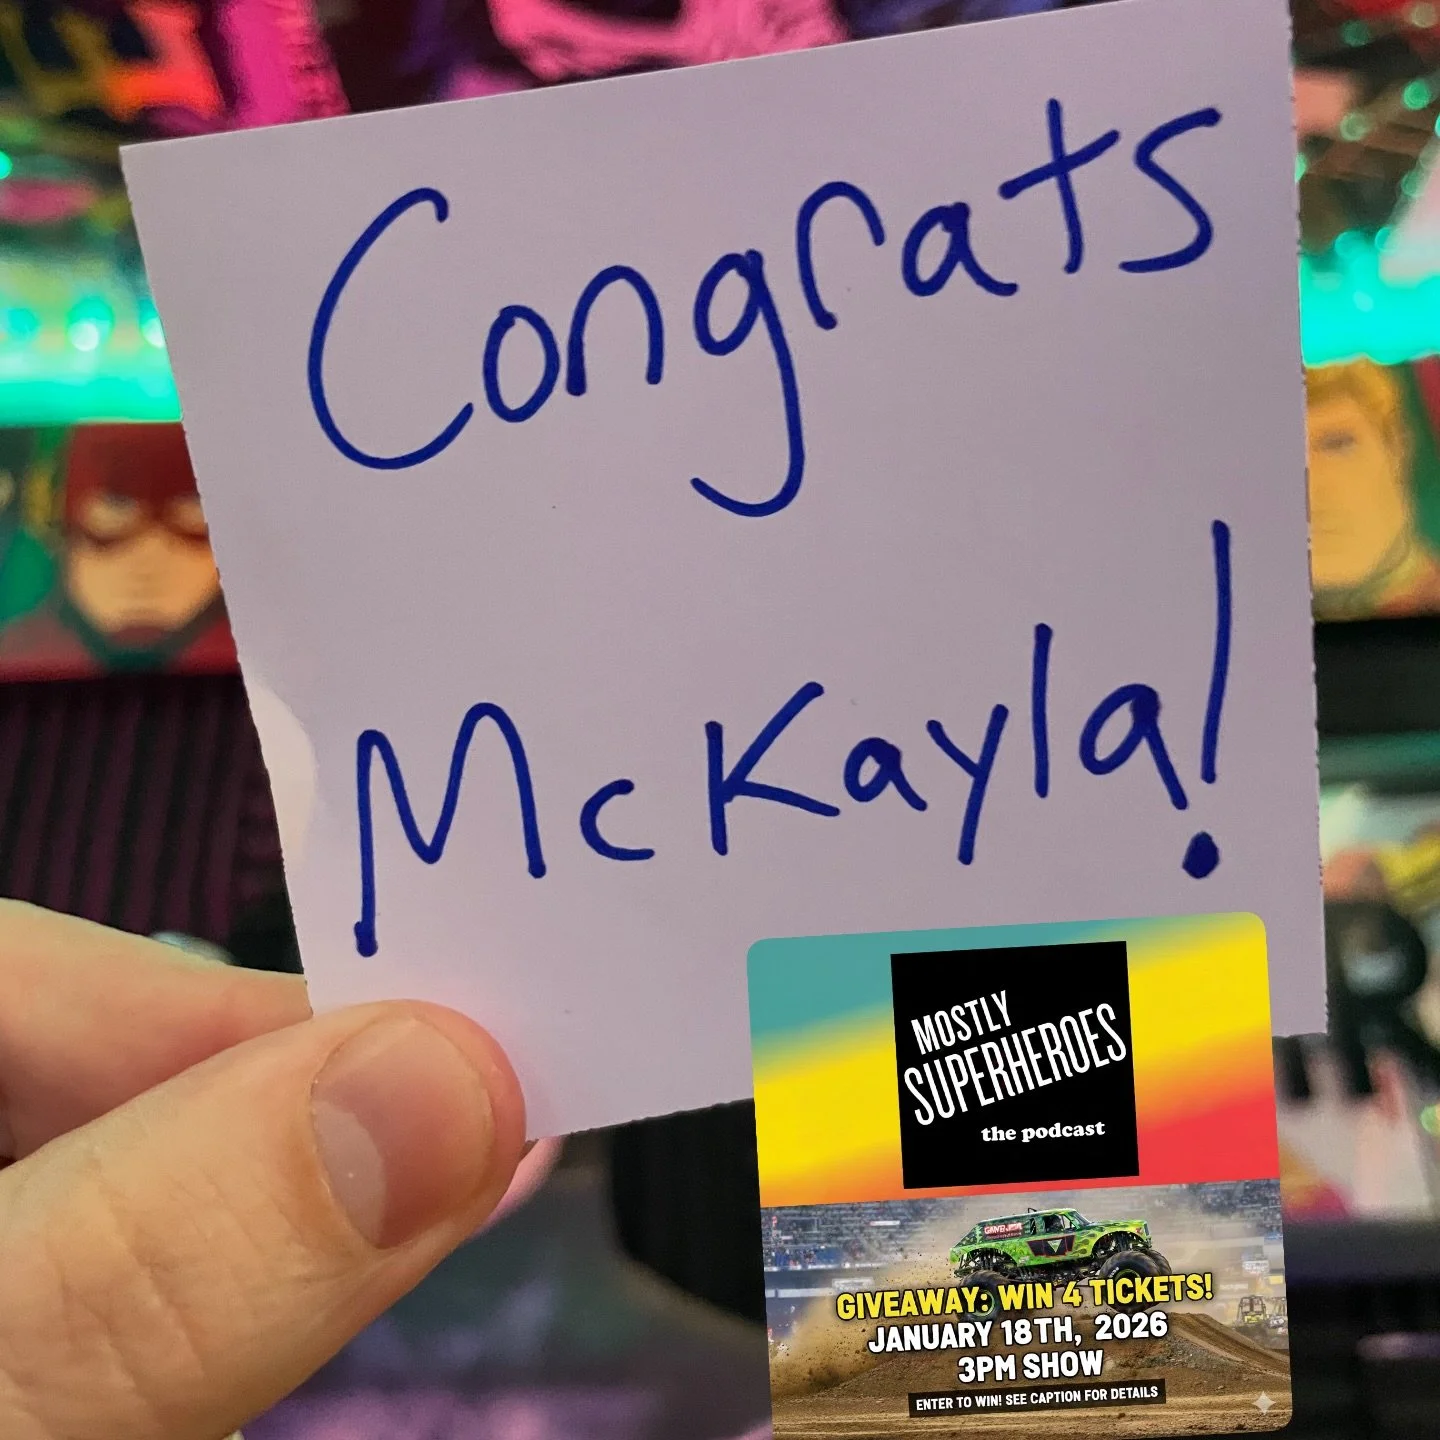 Congrats
McKayla!
MOSTLY
SUPERHEROES
the podcast
GIVEAWAY: WIN 4 TICKETS!
JANUARY 18TH, 2026
3PM SHOW
ENTER TO WIN! SEE CAPTION FOR DETAILS